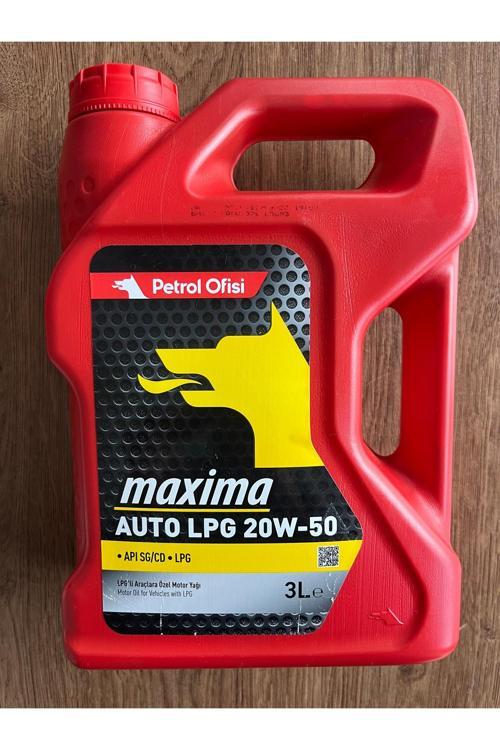 Petrol Ofisi
maxima
AUTO LPG 20W-50
• API SG/CD • LPG
LPG'li Araçlara Özel Motor Yağı
Motor Oil for Vehicles with LPG
3L ℮